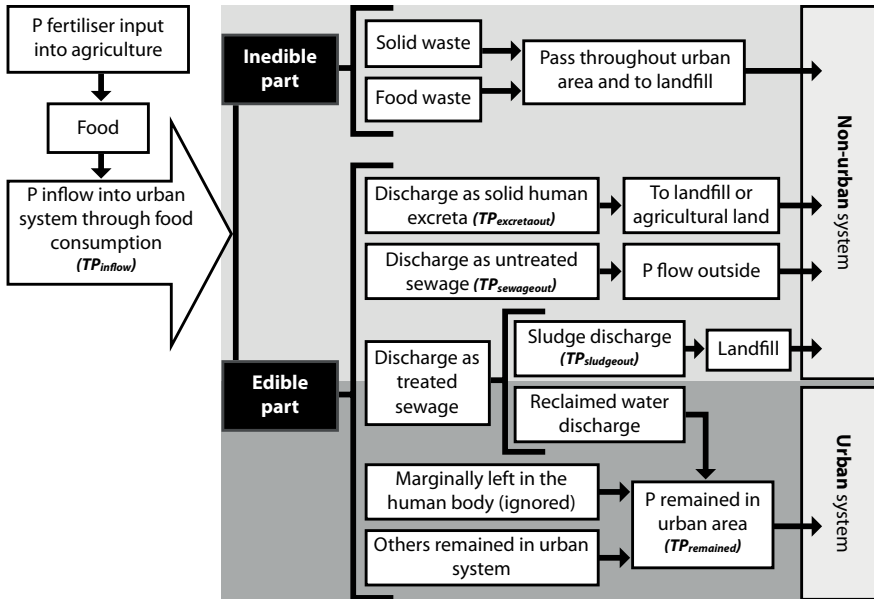 P fertiliser input
into agriculture
Food
P inflow into urban
system through food
consumption
(TPinflow)
Inedible
part
Solid waste
Food waste
Pass throughout urban
area and to landfill
Edible
part
Discharge as solid human
excreta (TPexcretaout)
To landfill or
agricultural land
Discharge as untreated
sewage (TPsewageout)
P flow outside
Discharge as
treated
sewage
Sludge discharge
(TPsludgeout)
Landfill
Reclaimed water
discharge
Marginally left in the
human body (ignored)
Others remained in urban
system
P remained in
urban area
(TPremained)
Non-urban system
Urban system